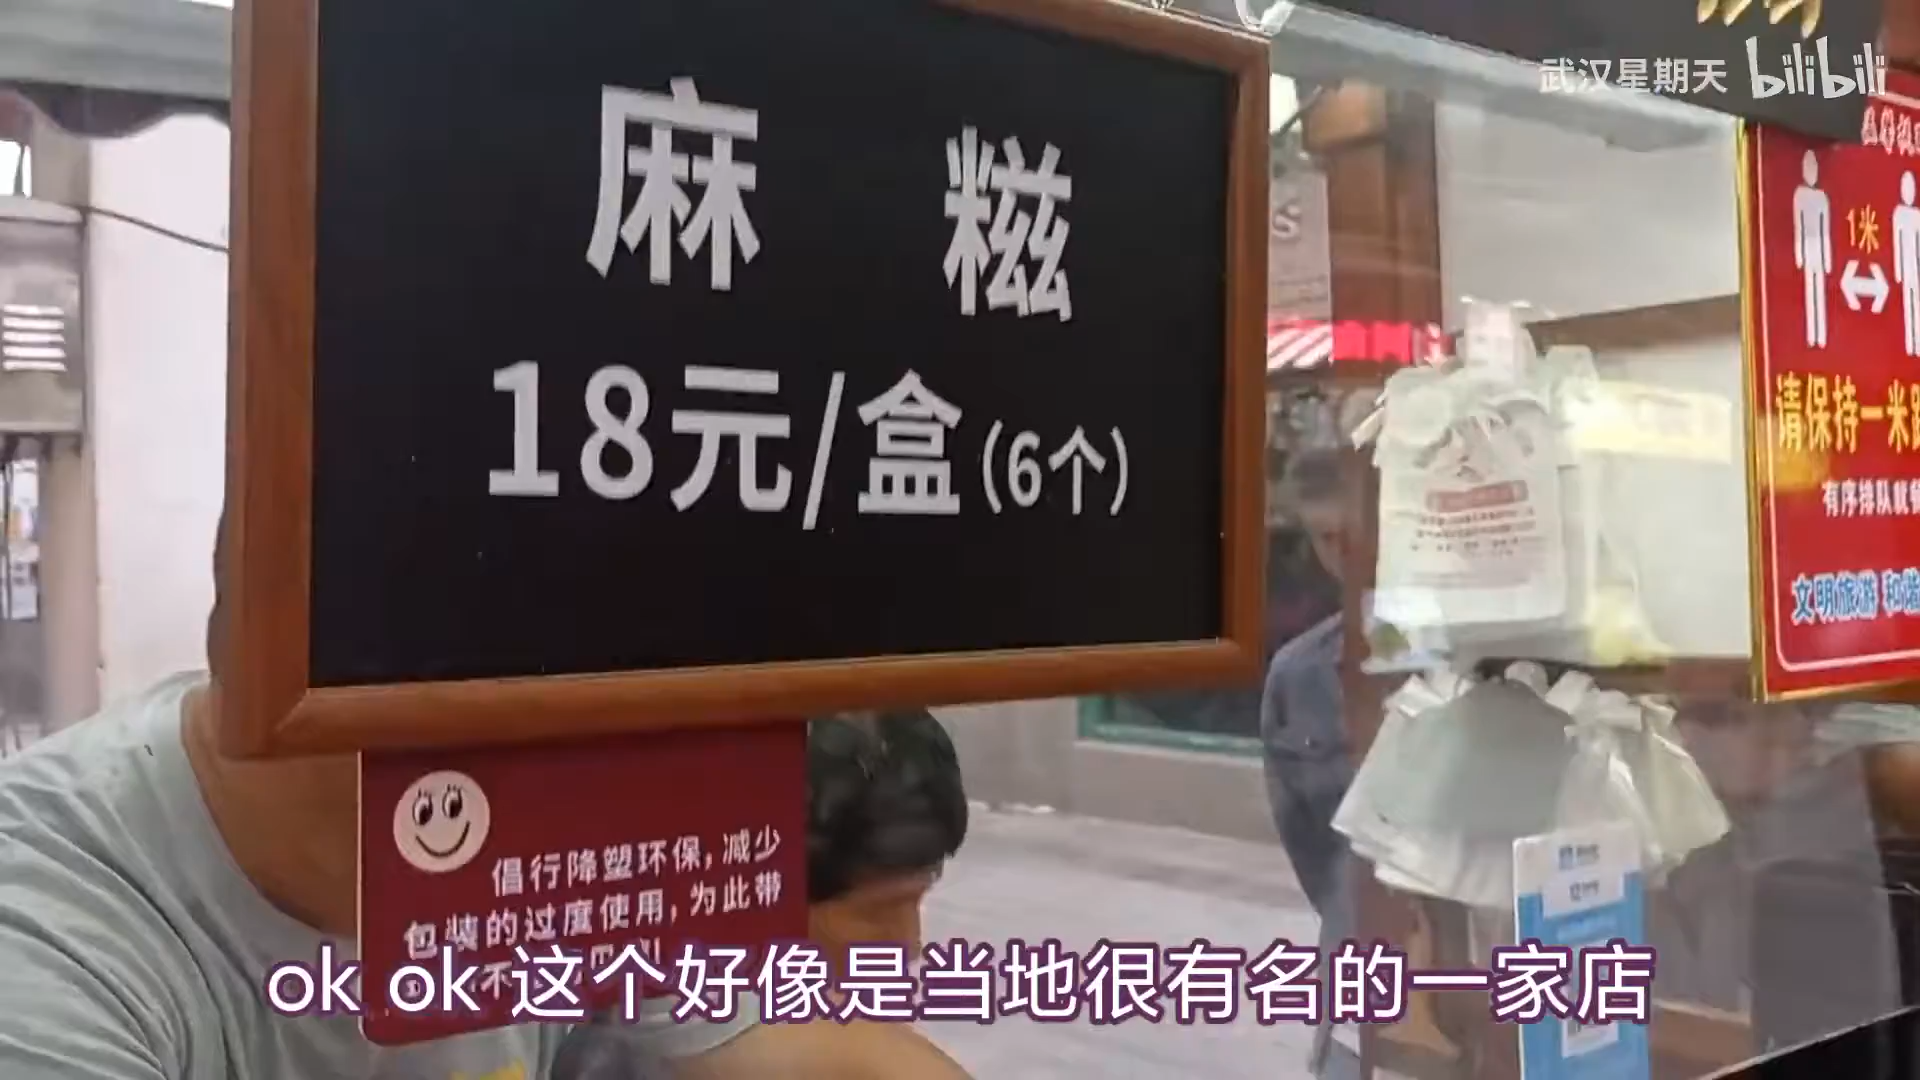 武汉星期天 bilibili
麻糍
18元/盒(6个)
1米
请保持一米
有序排队就
文明旅游 和谐
倡行降塑环保,减少
包装的过度使用,为此带
ok ok 这个好像是当地很有名的一家店